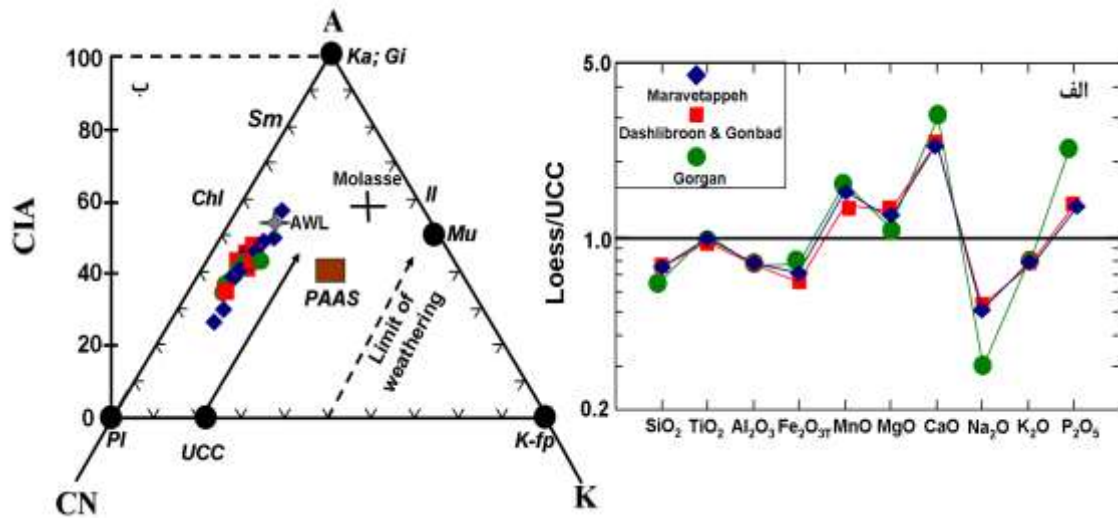 A
100
Ka; Gi
ب
80
Sm
Molasse
60
Chl
Il
AWL
Mu
CIA
40
PAAS
Limit of
weathering
20
0
Pl
UCC
K-fp
CN
K
5.0
الف
Maravetappeh
Dashlibroon & Gonbad
Gorgan
1.0
Loess/UCC
0.2
SiO₂ TiO₂ Al₂O₃ Fe₂O₃T MnO MgO CaO Na₂O K₂O P₂O₅